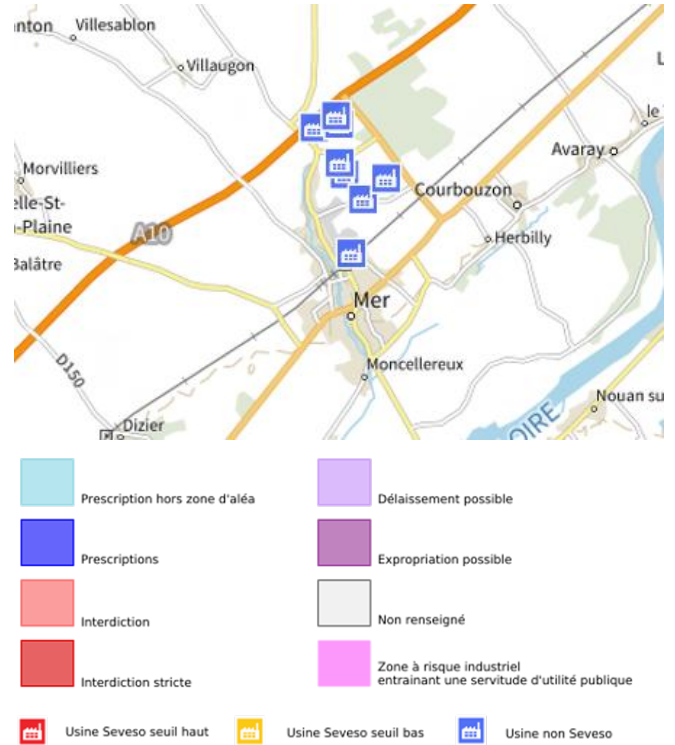 nton
Villesablon
Villaugon
L
le
Avaray
Morvilliers
Courbouzon
elle-St-
-Plaine
A10
Herbilly
Balâtre
Mer
D150
Moncellereux
Nouan su
OIRE
Dizier
Prescription hors zone d'aléa
Délaissement possible
Prescriptions
Expropriation possible
Interdiction
Non renseigné
Interdiction stricte
Zone à risque industriel
entrainant une servitude d'utilité publique
Usine Seveso seuil haut
Usine Seveso seuil bas
Usine non Seveso